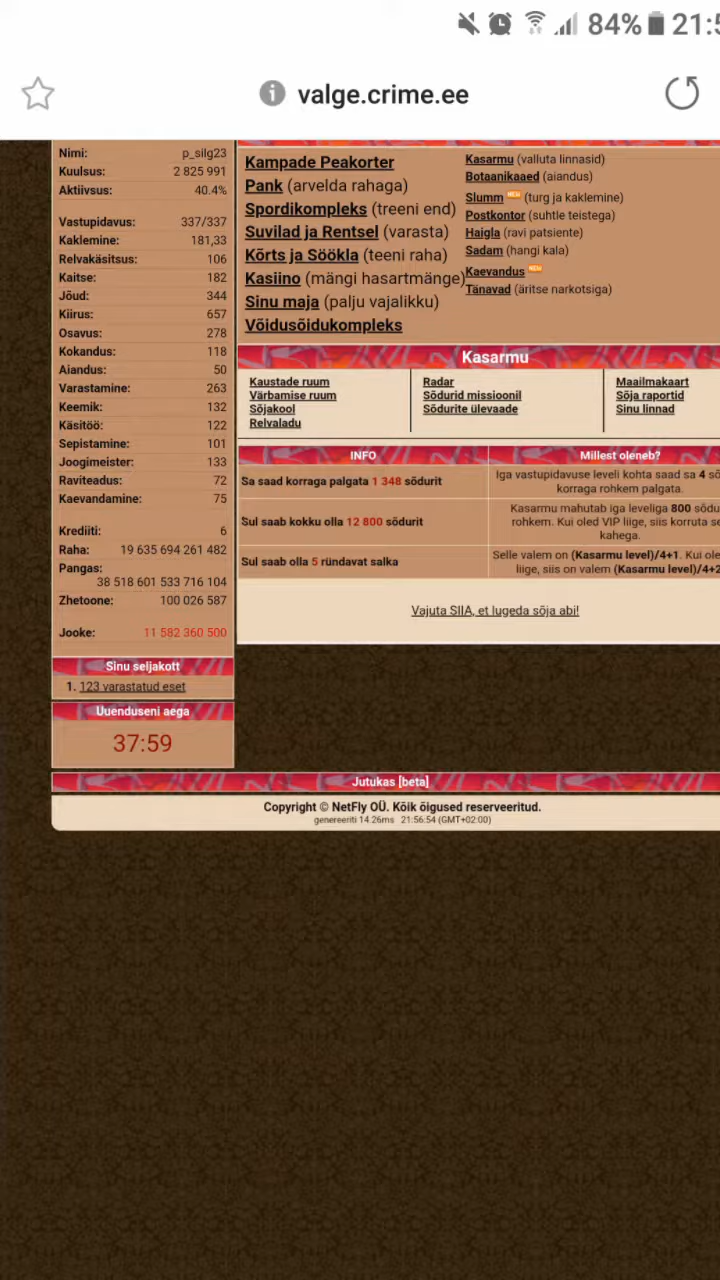 84% 21:5
valge.crime.ee
Nimi: p_silg23
Kuulsus: 2 825 991
Aktiivsus: 40.4%
Vastupidavus: 337/337
Kaklemine: 181,33
Relvakäsitsus: 106
Kaitse: 182
Jõud: 344
Kiirus: 657
Osavus: 278
Kokandus: 118
Aiandus: 50
Varastamine: 263
Keemik: 132
Käsitöö: 122
Sepistamine: 101
Joogimeister: 133
Raviteadus: 72
Kaevandamine: 75
Krediiti: 6
Raha: 19 635 694 261 482
Pangas:
38 518 601 533 716 104
Zhetoone: 100 026 587
Jooke: 11 582 360 500
Sinu seljakott
1. 123 varastatud eset
Uuenduseni aega
37:59
Kampade Peakorter
Pank (arvelda rahaga)
Spordikompleks (treeni end)
Suvilad ja Rentsel (varasta)
Kõrts ja Söökla (teeni raha)
Kasiino (mängi hasartmänge)
Sinu maja (palju vajalikku)
Võidusõidukompleks
Kasarmu (valluta linnasid)
Botaanikaaed (aiandus)
Slumm NEW (turg ja kaklemine)
Postkontor (suhtle teistega)
Haigla (ravi patsiente)
Sadam (hangi kala)
Kaevandus NEW
Tänavad (äritse narkotsiga)
Kasarmu
Kaustade ruum
Värbamise ruum
Sõjakool
Relvaladu
Radar
Sõdurid missioonil
Sõdurite ülevaade
Maailmakaart
Sõja raportid
Sinu linnad
INFO Millest oleneb?
Sa saad korraga palgata 1 348 sõdurit
Iga vastupidavuse leveli kohta saad sa 4 sõ
korraga rohkem palgata.
Sul saab kokku olla 12 800 sõdurit
Kasarmu mahutab iga leveliga 800 sõdu
rohkem. Kui oled VIP liige, siis korruta se
kahega.
Sul saab olla 5 ründavat salka
Selle valem on (Kasarmu level)/4+1. Kui ole
liige, siis on valem (Kasarmu level)/4+2
Vajuta SIIA, et lugeda sõja abi!
Jutukas [beta]
Copyright © NetFly OÜ. Kõik õigused reserveeritud.
genereeriti 14.26ms 21:56:54 (GMT+02:00)